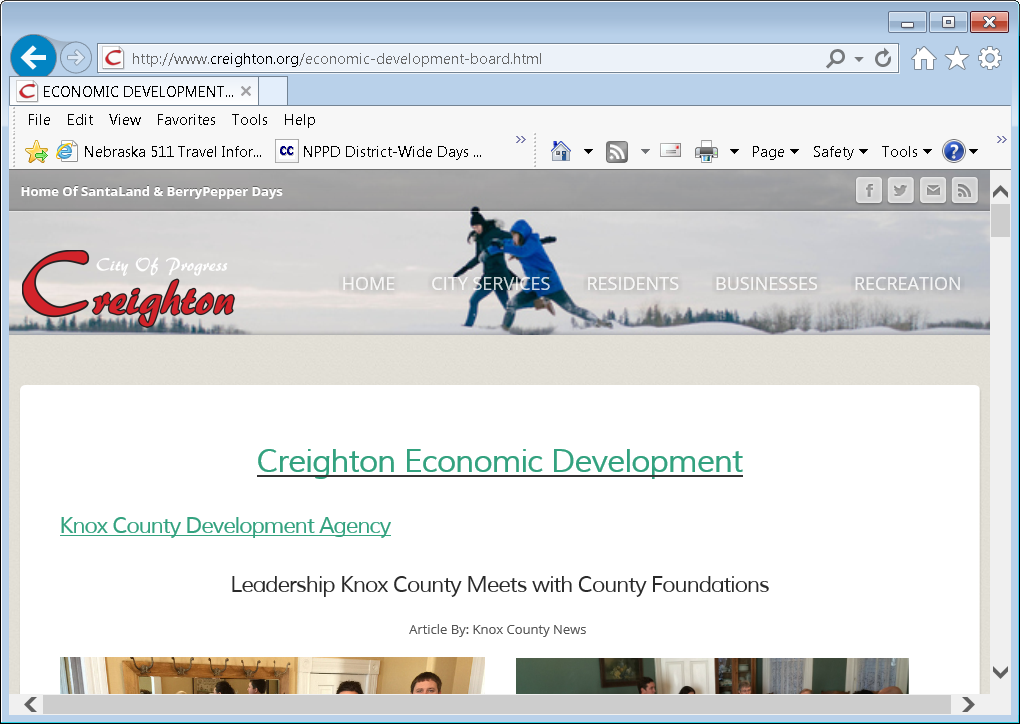 http://www.creighton.org/economic-development-board.html
ECONOMIC DEVELOPMENT...
File Edit View Favorites Tools Help
Nebraska 511 Travel Infor... CC NPPD District-Wide Days ... Page Safety Tools
Home Of SantaLand & BerryPepper Days
City Of Progress
Creighton
HOME CITY SERVICES RESIDENTS BUSINESSES RECREATION
Creighton Economic Development
Knox County Development Agency
Leadership Knox County Meets with County Foundations
Article By: Knox County News